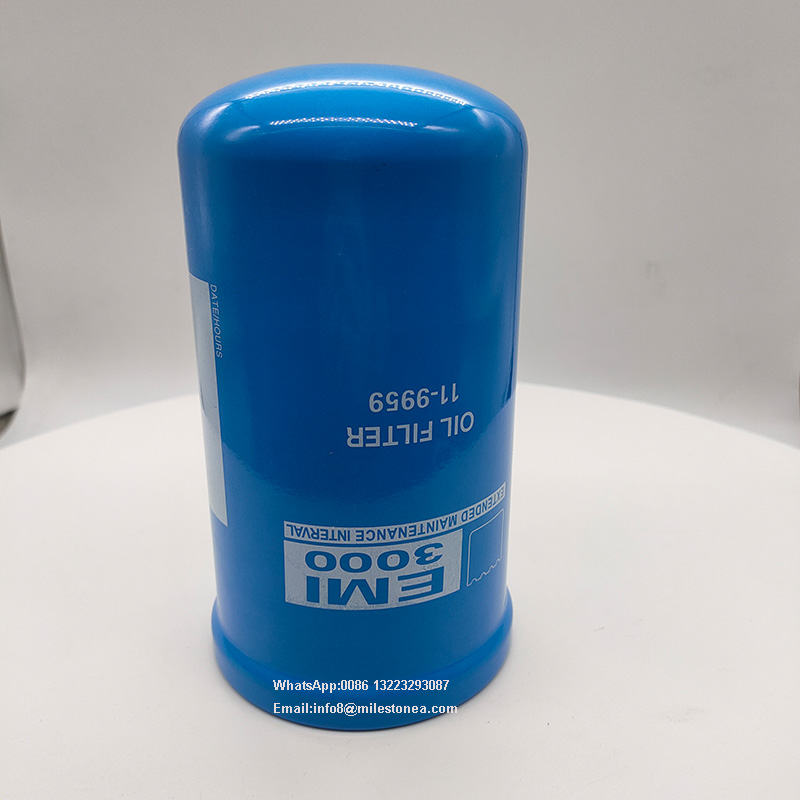 EMI
3000
EXTENDED MAINTENANCE INTERVAL
OIL FILTER
11-9959
DATE/HOURS
WhatsApp:0086 13223293087
Email:info8@milestonea.com